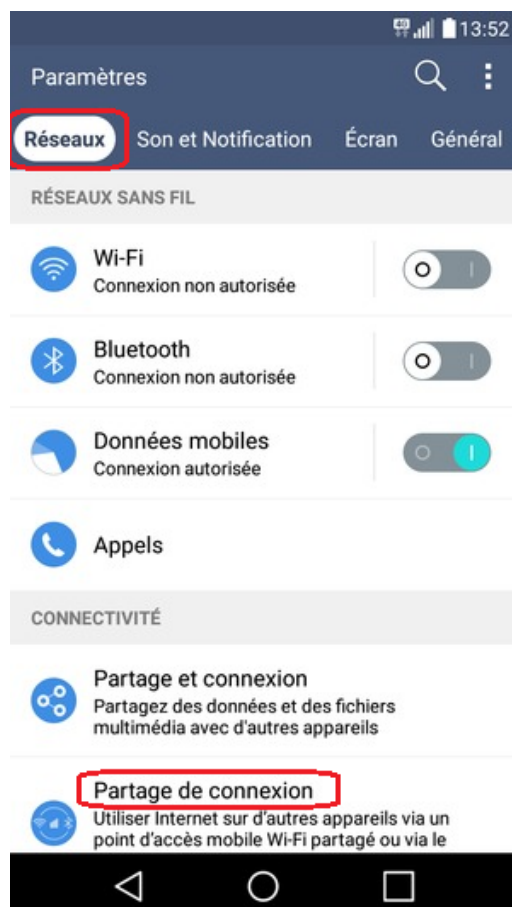 4G 13:52
Paramètres
Réseaux Son et Notification Écran Général
RÉSEAUX SANS FIL
Wi-Fi
Connexion non autorisée
Bluetooth
Connexion non autorisée
Données mobiles
Connexion autorisée
Appels
CONNECTIVITÉ
Partage et connexion
Partagez des données et des fichiers
multimédia avec d'autres appareils
Partage de connexion
Utiliser Internet sur d'autres appareils via un
point d'accès mobile Wi-Fi partagé ou via le